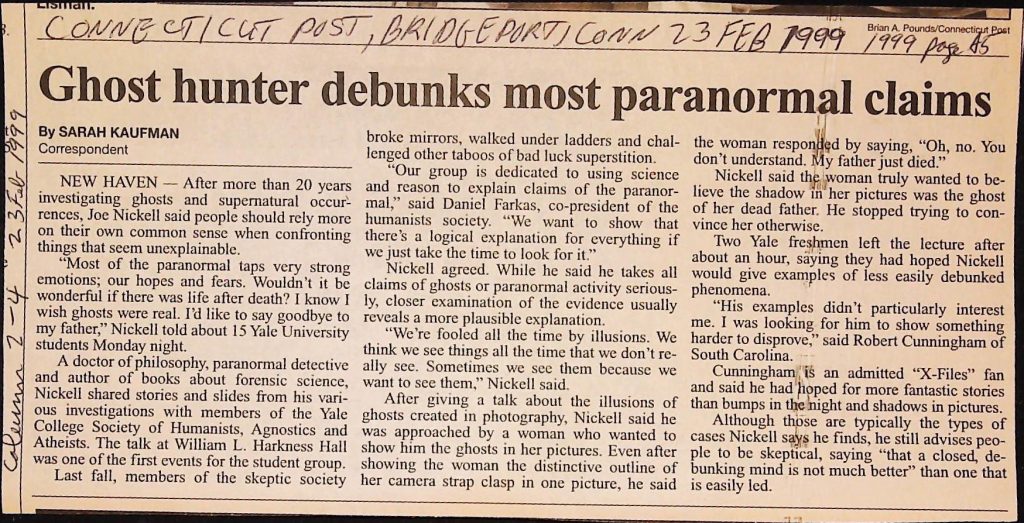 Elsman.
CONNECTICUT POST, BRIDGEPORT, CONN 23 FEB 1999
Brian A. Pounds/Connecticut Post
1999 page A5
Column 2-4 23 Feb 1999
Ghost hunter debunks most paranormal claims
By SARAH KAUFMAN
Correspondent
NEW HAVEN — After more than 20 years
investigating ghosts and supernatural occur-
rences, Joe Nickell said people should rely more
on their own common sense when confronting
things that seem unexplainable.
“Most of the paranormal taps very strong
emotions; our hopes and fears. Wouldn’t it be
wonderful if there was life after death? I know I
wish ghosts were real. I’d like to say goodbye to
my father,” Nickell told about 15 Yale University
students Monday night.
A doctor of philosophy, paranormal detective
and author of books about forensic science,
Nickell shared stories and slides from his vari-
ous investigations with members of the Yale
College Society of Humanists, Agnostics and
Atheists. The talk at William L. Harkness Hall
was one of the first events for the student group.
Last fall, members of the skeptic society
broke mirrors, walked under ladders and chal-
lenged other taboos of bad luck superstition.
“Our group is dedicated to using science
and reason to explain claims of the paranor-
mal,” said Daniel Farkas, co-president of the
humanists society. “We want to show that
there’s a logical explanation for everything if
we just take the time to look for it.”
Nickell agreed. While he said he takes all
claims of ghosts or paranormal activity serious-
ly, closer examination of the evidence usually
reveals a more plausible explanation.
“We’re fooled all the time by illusions. We
think we see things all the time that we don’t re-
ally see. Sometimes we see them because we
want to see them,” Nickell said.
After giving a talk about the illusions of
ghosts created in photography, Nickell said he
was approached by a woman who wanted to
show him the ghosts in her pictures. Even after
showing the woman the distinctive outline of
her camera strap clasp in one picture, he said
the woman responded by saying, “Oh, no. You
don’t understand. My father just died.”
Nickell said the woman truly wanted to be-
lieve the shadow in her pictures was the ghost
of her dead father. He stopped trying to con-
vince her otherwise.
Two Yale freshmen left the lecture after
about an hour, saying they had hoped Nickell
would give examples of less easily debunked
phenomena.
“His examples didn’t particularly interest
me. I was looking for him to show something
harder to disprove,” said Robert Cunningham of
South Carolina.
Cunningham is an admitted “X-Files” fan
and said he had hoped for more fantastic stories
than bumps in the night and shadows in pictures.
Although those are typically the types of
cases Nickell says he finds, he still advises peo-
ple to be skeptical, saying “that a closed, de-
bunking mind is not much better” than one that
is easily led.